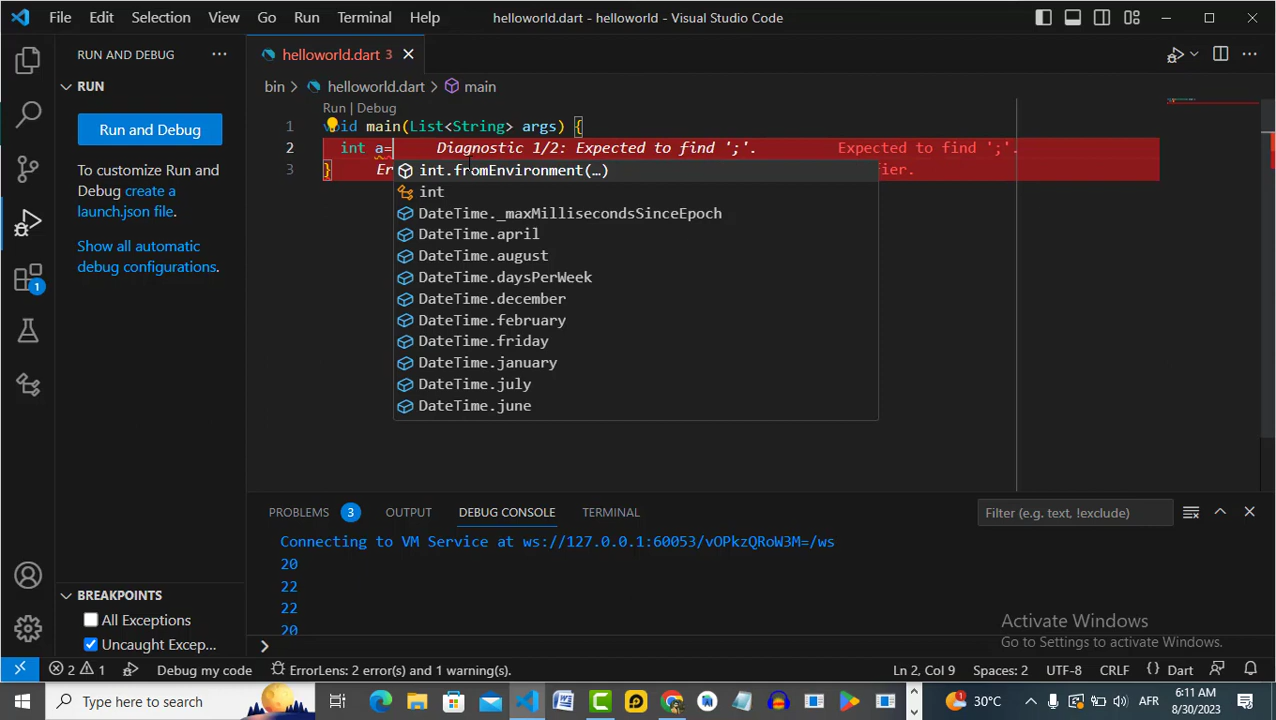 File Edit Selection View Go Run Terminal Help helloworld.dart - helloworld - Visual Studio Code
RUN AND DEBUG ···
RUN
Run and Debug
To customize Run and
Debug create a
launch.json file.
Show all automatic
debug configurations.
BREAKPOINTS
All Exceptions
Uncaught Excep...
1
helloworld.dart 3
bin > helloworld.dart > main
Run | Debug
1 void main(List<String> args) {
2 int a= Diagnostic 1/2: Expected to find ';'. Expected to find ';'.
3 } Er fier.
int.fromEnvironment(…)
int
DateTime._maxMillisecondsSinceEpoch
DateTime.april
DateTime.august
DateTime.daysPerWeek
DateTime.december
DateTime.february
DateTime.friday
DateTime.january
DateTime.july
DateTime.june
PROBLEMS 3 OUTPUT DEBUG CONSOLE TERMINAL Filter (e.g. text, !exclude)
Connecting to VM Service at ws://127.0.0.1:60053/vOPkzQRoW3M=/ws
20
22
22
20
>
Activate Windows
Go to Settings to activate Windows.
2 1 Debug my code ErrorLens: 2 error(s) and 1 warning(s). Ln 2, Col 9 Spaces: 2 UTF-8 CRLF {} Dart
Type here to search 30°C AFR 6:11 AM
8/30/2023